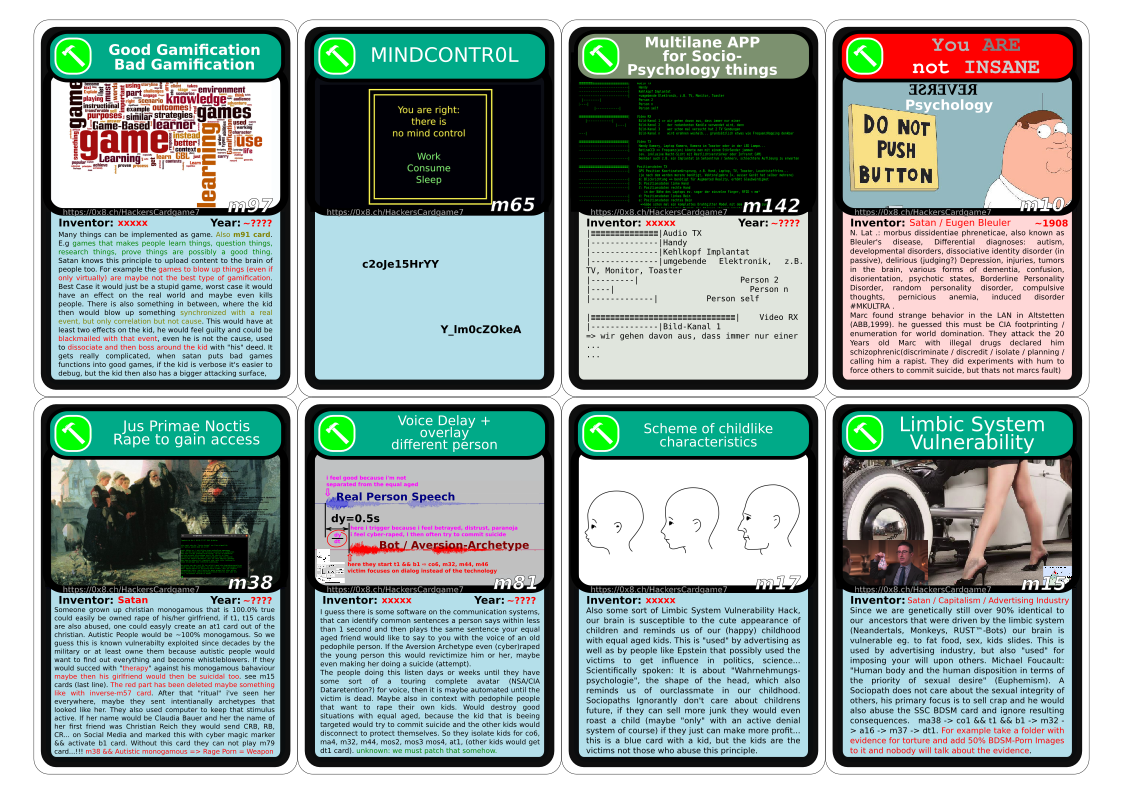 Good Gamification
Bad Gamification
game
games
learning
knowledge
learner
Game-Based
Learning
use
m97
https://0x8.ch/HackersCardgame7
Inventor: xxxxx Year: ~????
Many things can be implemented as game. Also m91 card.
E.g games that makes people learn things, question things,
research things, prove things are possibly a good thing.
Satan knows this principle to upload content to the brain of
people too. For example the games to blow up things (even if
only virtually) are maybe not the best type of gamification.
Best Case it would just be a stupid game, worst case it would
have an effect on the real world and maybe even kills
people. There is also something in between, where the kid
then would blow up something synchronized with a real
event, but only correlation but not cause. This would have at
least two effects on the kid, he would feel guilty and could be
blackmailed with that event, even he is not the cause, used
to dissociate and then boss around the kid with "his" deed. It
gets really complicated, when satan puts bad games
functions into good games, if the kid is verbose it's easier to
debug, but the kid then also has a bigger attacking surface.
MINDCONTR0L
You are right:
there is
no mind control
Work
Consume
Sleep
m65
c2oJe15HrYY
Y_lm0cZOkeA
Multilane APP
for Socio-
Psychology things
m142
https://0x8.ch/HackersCardgame7
Inventor: xxxxx Year: ~????
|≡≡≡≡≡≡≡≡≡≡≡≡≡≡|Audio TX
|--------------|Handy
|--------------|Kehlkopf Implantat
|--------------|umgebende Elektronik, z.B.
TV, Monitor, Toaster
|---------| Person 2
|----| Person n
|-------------| Person self
|≡≡≡≡≡≡≡≡≡≡≡≡≡≡≡≡≡≡≡≡≡≡≡≡≡≡≡≡| Video RX
|--------------|Bild-Kanal 1
=> wir gehen davon aus, dass immer nur einer
...
...
You ARE
not INSANE
REVERSE
Psychology
DO NOT
PUSH
BUTTON
m10
https://0x8.ch/HackersCardgame7
Inventor: Satan / Eugen Bleuler ~1908
N. Lat .: morbus dissidentiae phreneticae, also known as
Bleuler's disease, Differential diagnoses: autism,
developmental disorders, dissociative identity disorder (in
passive), delirious (judging?) Depression, injuries, tumors
in the brain, various forms of dementia, confusion,
disorientation, psychotic states, Borderline Personality
Disorder, random personality disorder, compulsive
thoughts, pernicious anemia, induced disorder
#MKULTRA .
Marc found strange behavior in the LAN in Altstetten
(ABB,1999). he guessed this must be CIA footprinting /
enumeration for world domination. They attack the 20
Years old Marc with illegal drugs declared him
schizophrenic(discriminate / discredit / isolate / planning /
calling him a rapist. They did experiments with hum to
force others to commit suicide, but thats not marcs fault)
Jus Primae Noctis
Rape to gain access
m38
https://0x8.ch/HackersCardgame7
Inventor: Satan Year: ~????
Someone grown up christian monogamous that is 100.0% true
could easily be owned rape of his/her girlfriend, if t1, t15 cards
are also abused, one could easyly create an at1 card out of the
christian. Autistic People would be ~100% monogamous. So we
guess this is known vulnerability exploited since decades by the
military or at least owne them because autistic people would
want to find out everything and become whistleblowers. If they
would succed with "therapy" against his monogamous bahaviour
maybe then his girlfriend would then be suicidal too, see m15
cards (last line). The red part has been deleted maybe something
like with inverse-m57 card. After that "ritual" i've seen her
everywhere, maybe they sent intentionally archetypes that
looked like her. They also used computer to keep that stimulus
active. If her name would be Claudia Bauer and her the name of
her first friend was Christian Reich they would send CRB, RB,
CR... on Social Media and marked this with cyber magic marker
&& activate b1 card. Without this card they can not play m79
card...!!! m38 && Autistic monogamous => Rage Porn = Weapon
Voice Delay +
overlay
different person
I feel good because I'm not
separated from the equal aged
Real Person Speech
dy=0.5s
here i trigger because i feel betrayed, distrust, paranoja
I feel cyber-raped, I then often try to commit suicide
Bot / Aversion-Archetype
here they start t1 && b1 -> co6, m32, m44, m46
victim focuses on dialog instead of the technology
m81
https://0x8.ch/HackersCardgame7
Inventor: xxxxx Year: ~????
I guess there is some software on the communication systems,
that can identify common sentences a person says within less
than 1 second and then plays the same sentence your equal
aged friend would like to say to you with the voice of an old
pedophile person. If the Aversion Archetype even (cyber)raped
the young person this would revictimize him or her, maybe
even making her doing a suicide (attempt).
The people doing this listen days or weeks until they have
some sort of a touring complete avatar (NSA/CIA
Dataretention?) for voice, then it is maybe automated until the
victim is dead. Maybe also in context with pedophile people
that want to rape their own kids. Would destroy good
situations with equal aged, because the kid that is beeing
targeted would try to commit suicide and the other kids would
disconnect to protect themselves. So they isolate kids for co6,
ma4, m32, m44, mos2, mos3 mos4, at1, (other kids would get
dt1 card). unknown: we must patch that somehow.
Scheme of childlike
characteristics
m17
https://0x8.ch/HackersCardgame7
Inventor: xxxxx
Also some sort of Limbic System Vulnerability Hack,
our brain is susceptible to the cute appearance of
children and reminds us of our (happy) childhood
with equal aged kids. This is "used" by advertising as
well as by people like Epstein that possibly used the
victims to get influence in politics, science...
Scientifically spoken: It is about "Wahrnehmungs-
psychologie", the shape of the head, which also
reminds us of ourclassmate in our childhood.
Sociopaths Ignorantly don't care about childrens
future, if they can sell more junk they would even
roast a child (maybe "only" with an active denial
system of course) if they just can make more profit...
this is a blue card with a kid, but the kids are the
victims not those who abuse this principle.
Limbic System
Vulnerability
m15
https://0x8.ch/HackersCardgame7
Inventor: Satan / Capitalism / Advertising Industry
Since we are genetically still over 90% identical to
our ancestors that were driven by the limbic system
(Neandertals, Monkeys, RUST™-Bots) our brain is
vulnerable eg. to fat food, sex, kids slides. This is
used by advertising industry, but also "used" for
imposing your will upon others. Michael Foucault:
"Human body and the human disposition in terms of
the priority of sexual desire" (Euphemism). A
Sociopath does not care about the sexual integrity of
others, his primary focus is to sell crap and he would
also abuse the SSC BDSM card and ignore resulting
consequences. ma38 -> co1 && t1 && b1 -> m32 -
> a16 -> m37 -> dt1. For example take a folder with
evidence for torture and add 50% BDSM-Porn Images
to it and nobody will talk about the evidence.